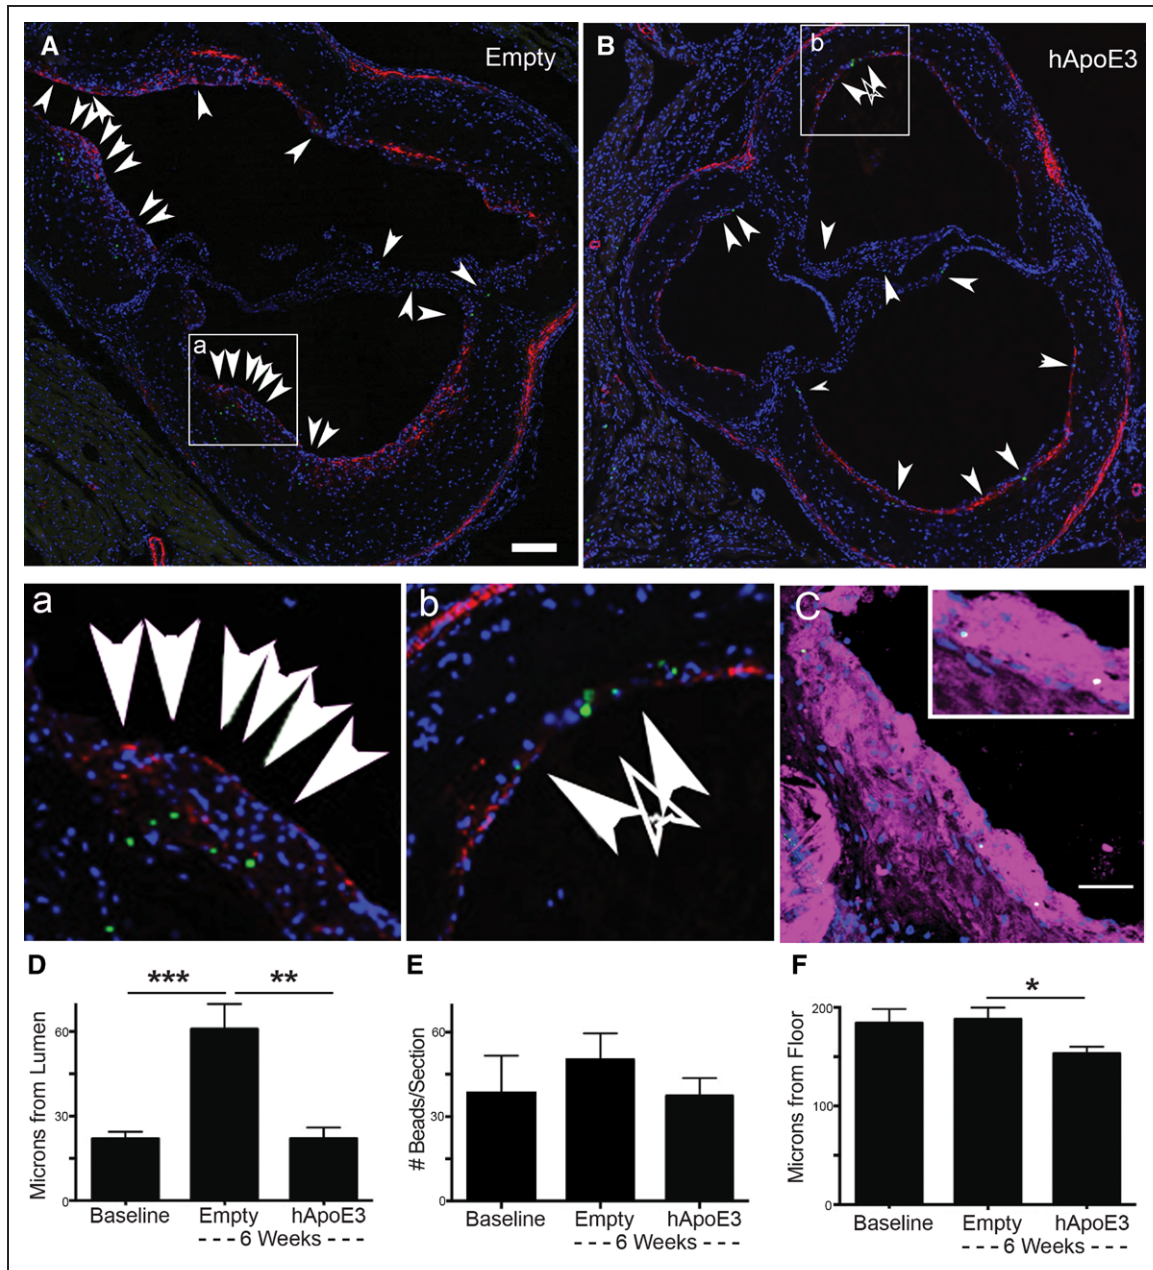 A
Empty
B
b
hApoE3
a
a
b
C
D
*** **
Microns from Lumen
60
30
0
Baseline Empty hApoE3
--- 6 Weeks ---
E
# Beads/Section
60
30
0
Baseline Empty hApoE3
--- 6 Weeks ---
F
*
Microns from Floor
200
100
0
Baseline Empty hApoE3
--- 6 Weeks ---